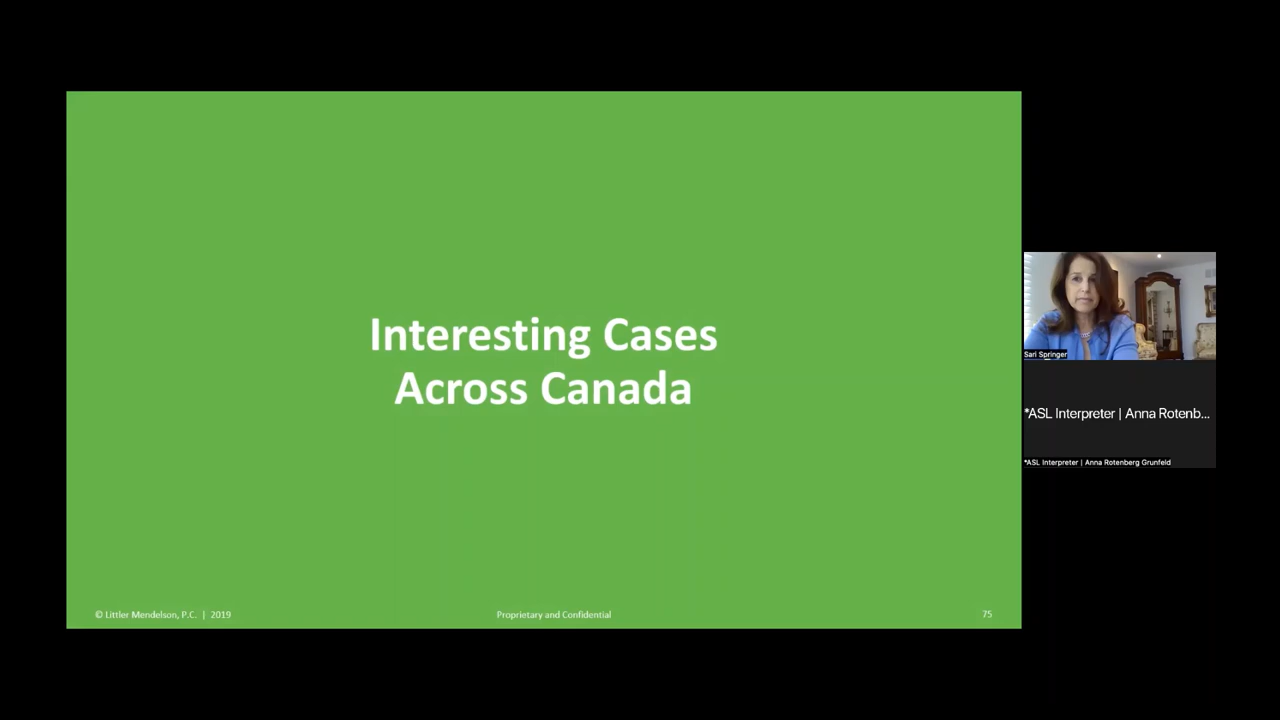 Interesting Cases
Across Canada
© Littler Mendelson, P.C. | 2019
Proprietary and Confidential
75
Sari Springer
*ASL Interpreter | Anna Rotenb...
*ASL Interpreter | Anna Rotenberg Grunfeld